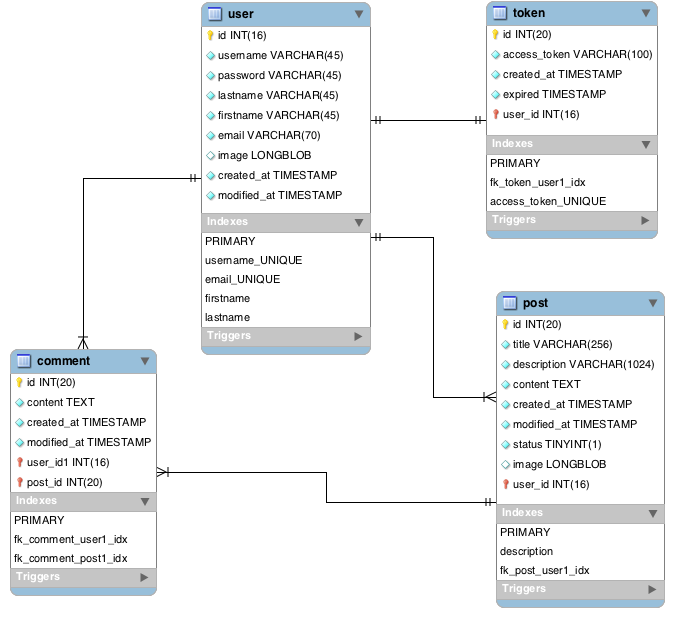 user
id INT(16)
username VARCHAR(45)
password VARCHAR(45)
lastname VARCHAR(45)
firstname VARCHAR(45)
email VARCHAR(70)
image LONGBLOB
created_at TIMESTAMP
modified_at TIMESTAMP
Indexes
PRIMARY
username_UNIQUE
email_UNIQUE
firstname
lastname
Triggers
token
id INT(20)
access_token VARCHAR(100)
created_at TIMESTAMP
expired TIMESTAMP
user_id INT(16)
Indexes
PRIMARY
fk_token_user1_idx
access_token_UNIQUE
Triggers
comment
id INT(20)
content TEXT
created_at TIMESTAMP
modified_at TIMESTAMP
user_id1 INT(16)
post_id INT(20)
Indexes
PRIMARY
fk_comment_user1_idx
fk_comment_post1_idx
Triggers
post
id INT(20)
title VARCHAR(256)
description VARCHAR(1024)
content TEXT
created_at TIMESTAMP
modified_at TIMESTAMP
status TINYINT(1)
image LONGBLOB
user_id INT(16)
Indexes
PRIMARY
description
fk_post_user1_idx
Triggers